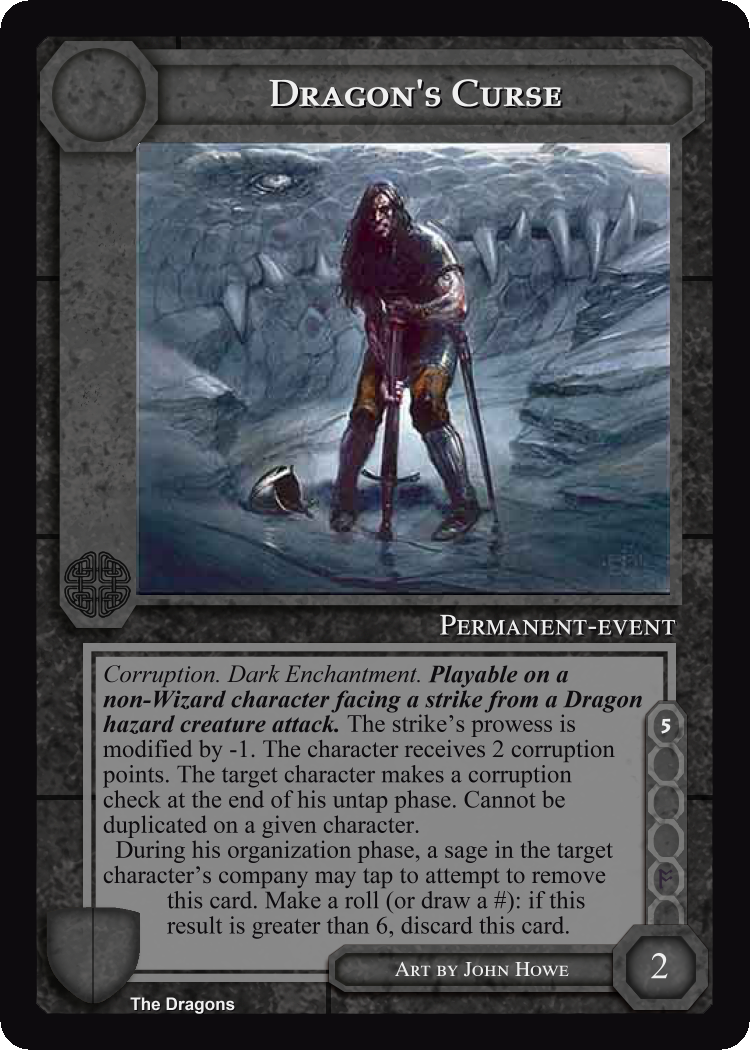 DRAGON'S CURSE
PERMANENT-EVENT
Corruption. Dark Enchantment. Playable on a
non-Wizard character facing a strike from a Dragon
hazard creature attack. The strike's prowess is
modified by -1. The character receives 2 corruption
points. The target character makes a corruption
check at the end of his untap phase. Cannot be
duplicated on a given character.
During his organization phase, a sage in the target
character's company may tap to attempt to remove
this card. Make a roll (or draw a #): if this
result is greater than 6, discard this card.
5
ART BY JOHN HOWE
2
The Dragons